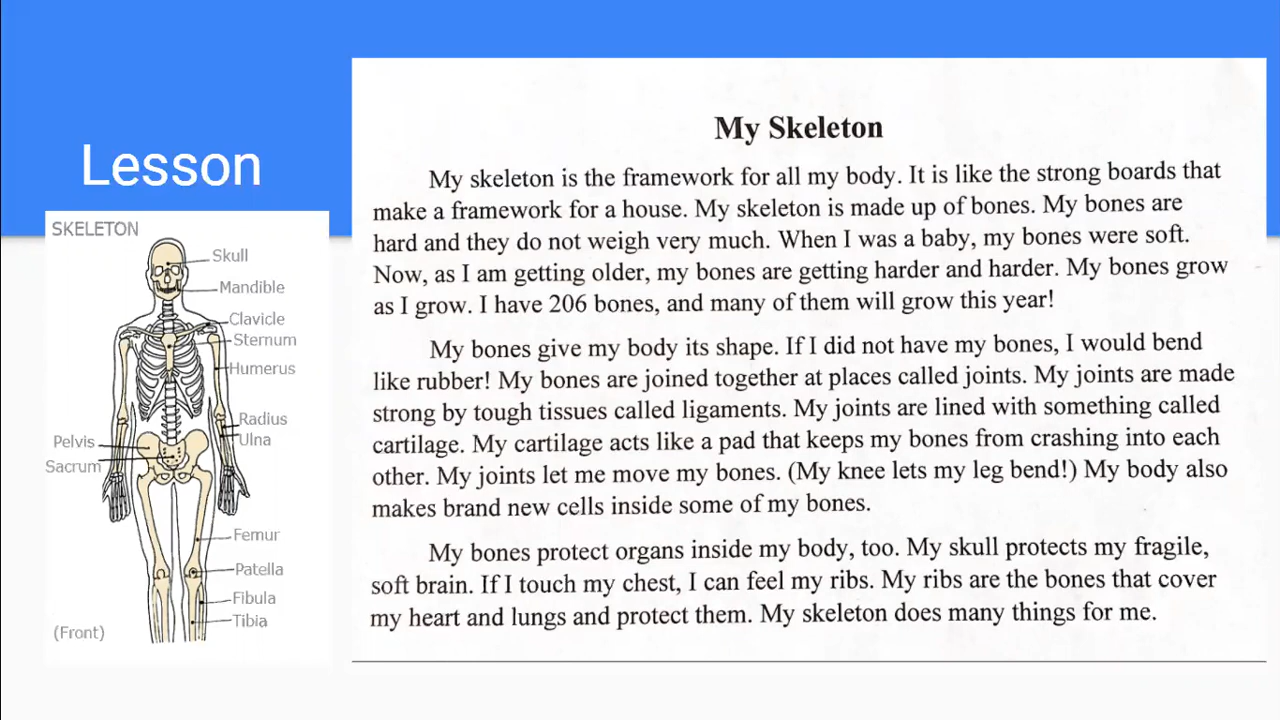 Lesson
SKELETON
Skull
Mandible
Clavicle
Sternum
Humerus
Radius
Ulna
Pelvis
Sacrum
Femur
Patella
Fibula
Tibia
(Front)
My Skeleton
My skeleton is the framework for all my body. It is like the strong boards that
make a framework for a house. My skeleton is made up of bones. My bones are
hard and they do not weigh very much. When I was a baby, my bones were soft.
Now, as I am getting older, my bones are getting harder and harder. My bones grow
as I grow. I have 206 bones, and many of them will grow this year!
My bones give my body its shape. If I did not have my bones, I would bend
like rubber! My bones are joined together at places called joints. My joints are made
strong by tough tissues called ligaments. My joints are lined with something called
cartilage. My cartilage acts like a pad that keeps my bones from crashing into each
other. My joints let me move my bones. (My knee lets my leg bend!) My body also
makes brand new cells inside some of my bones.
My bones protect organs inside my body, too. My skull protects my fragile,
soft brain. If I touch my chest, I can feel my ribs. My ribs are the bones that cover
my heart and lungs and protect them. My skeleton does many things for me.